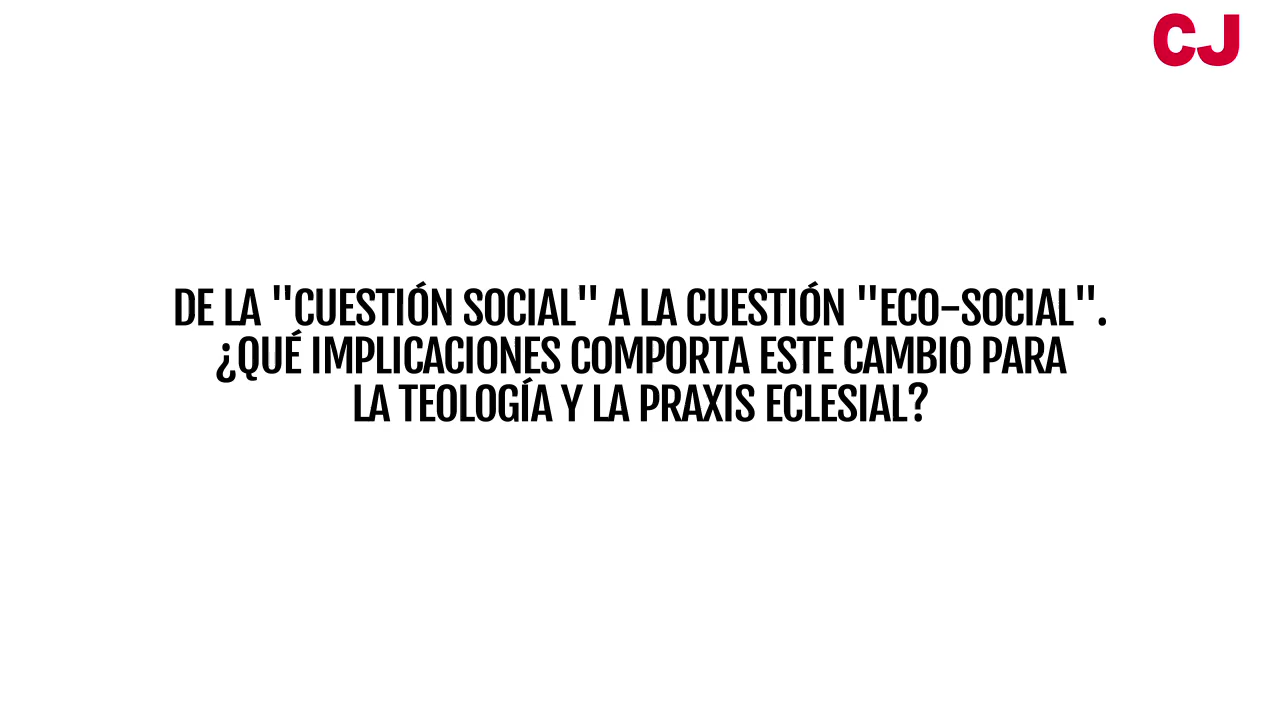 CJ
DE LA "CUESTIÓN SOCIAL" A LA CUESTIÓN "ECO-SOCIAL".
¿QUÉ IMPLICACIONES COMPORTA ESTE CAMBIO PARA
LA TEOLOGÍA Y LA PRAXIS ECLESIAL?